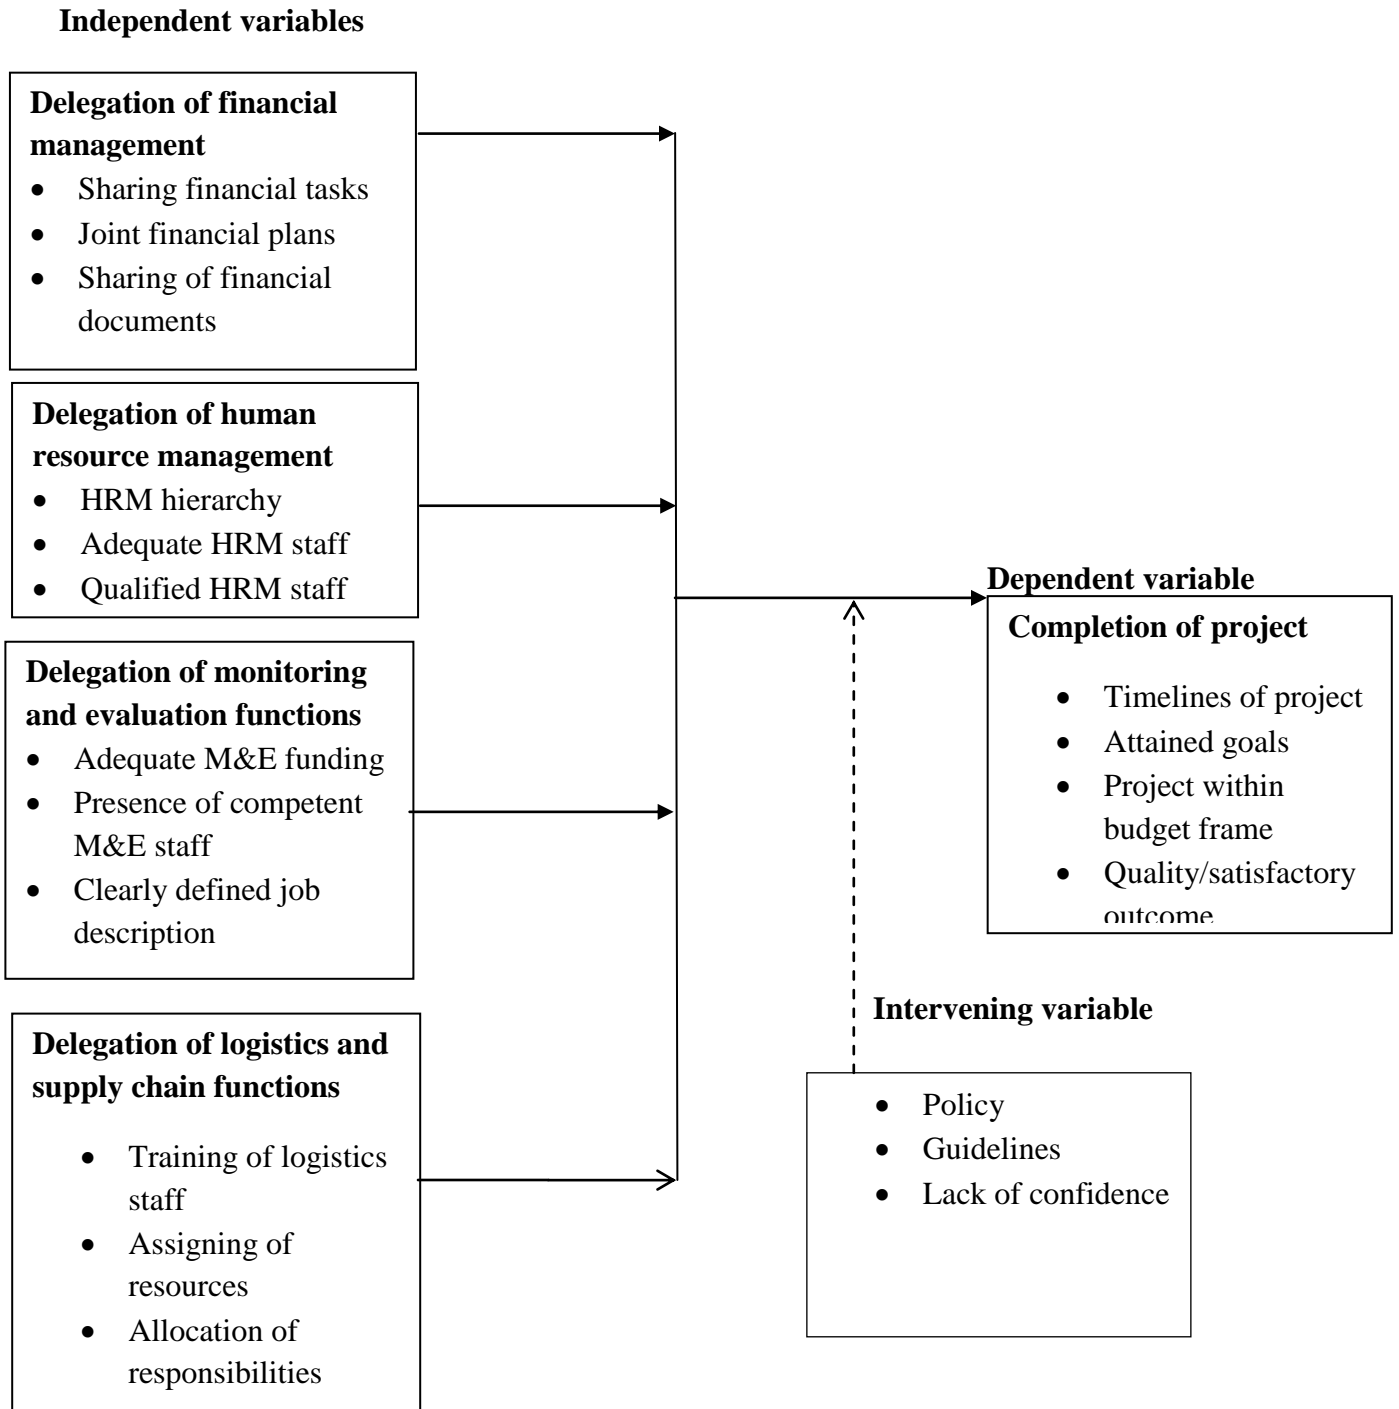 Independent variables
Delegation of financial
management
• Sharing financial tasks
• Joint financial plans
• Sharing of financial
documents
Delegation of human
resource management
• HRM hierarchy
• Adequate HRM staff
• Qualified HRM staff
Delegation of monitoring
and evaluation functions
• Adequate M&E funding
• Presence of competent
M&E staff
• Clearly defined job
description
Delegation of logistics and
supply chain functions
• Training of logistics
staff
• Assigning of
resources
• Allocation of
responsibilities
Dependent variable
Completion of project
• Timelines of project
• Attained goals
• Project within
budget frame
• Quality/satisfactory
outcome
Intervening variable
• Policy
• Guidelines
• Lack of confidence